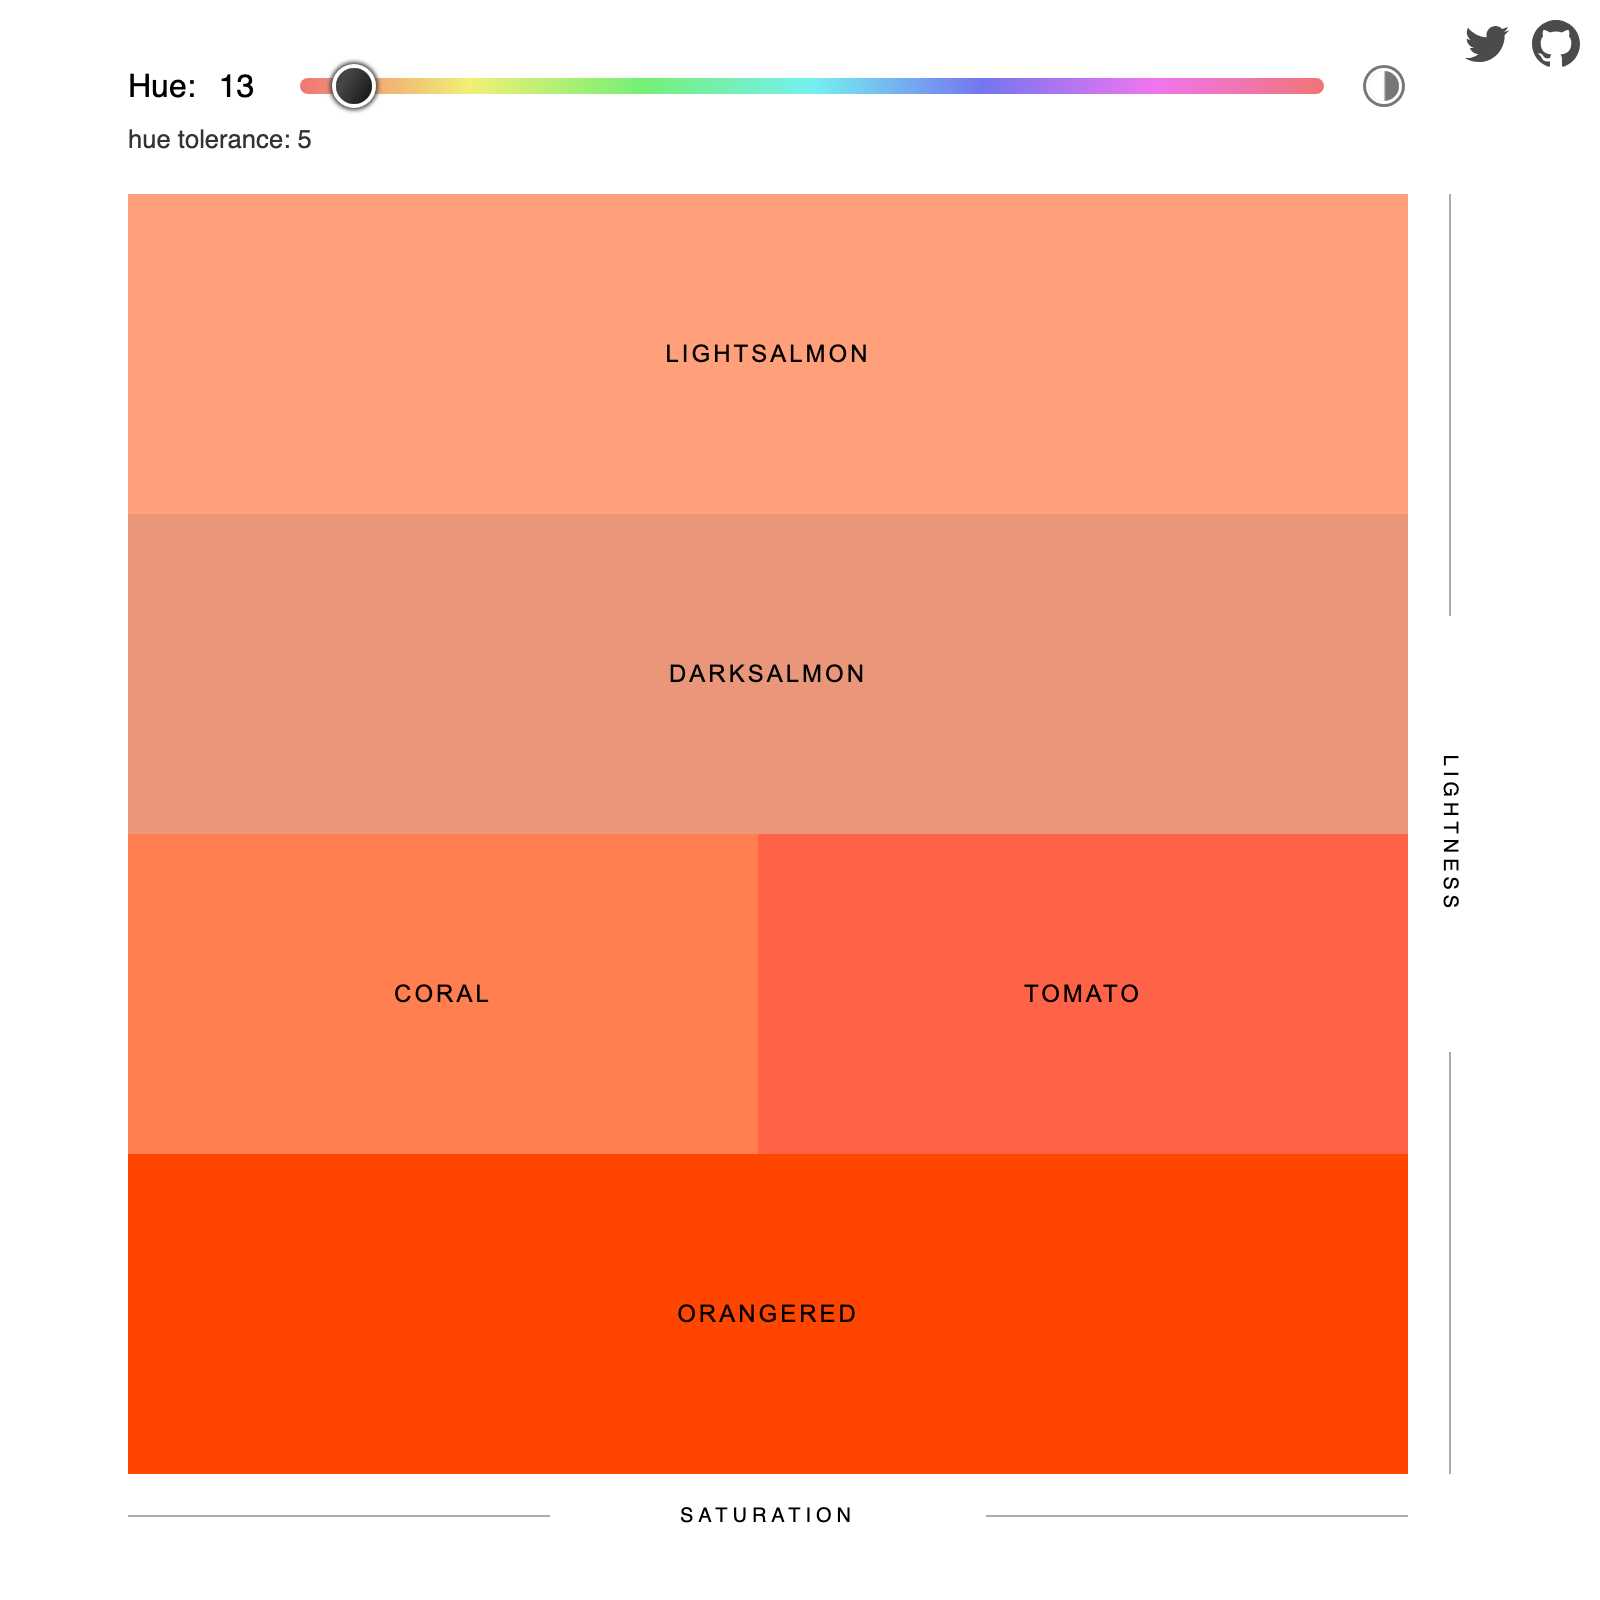 Hue: 13
hue tolerance: 5
LIGHTSALMON
DARKSALMON
LIGHTNESS
CORAL TOMATO
ORANGERED
SATURATION